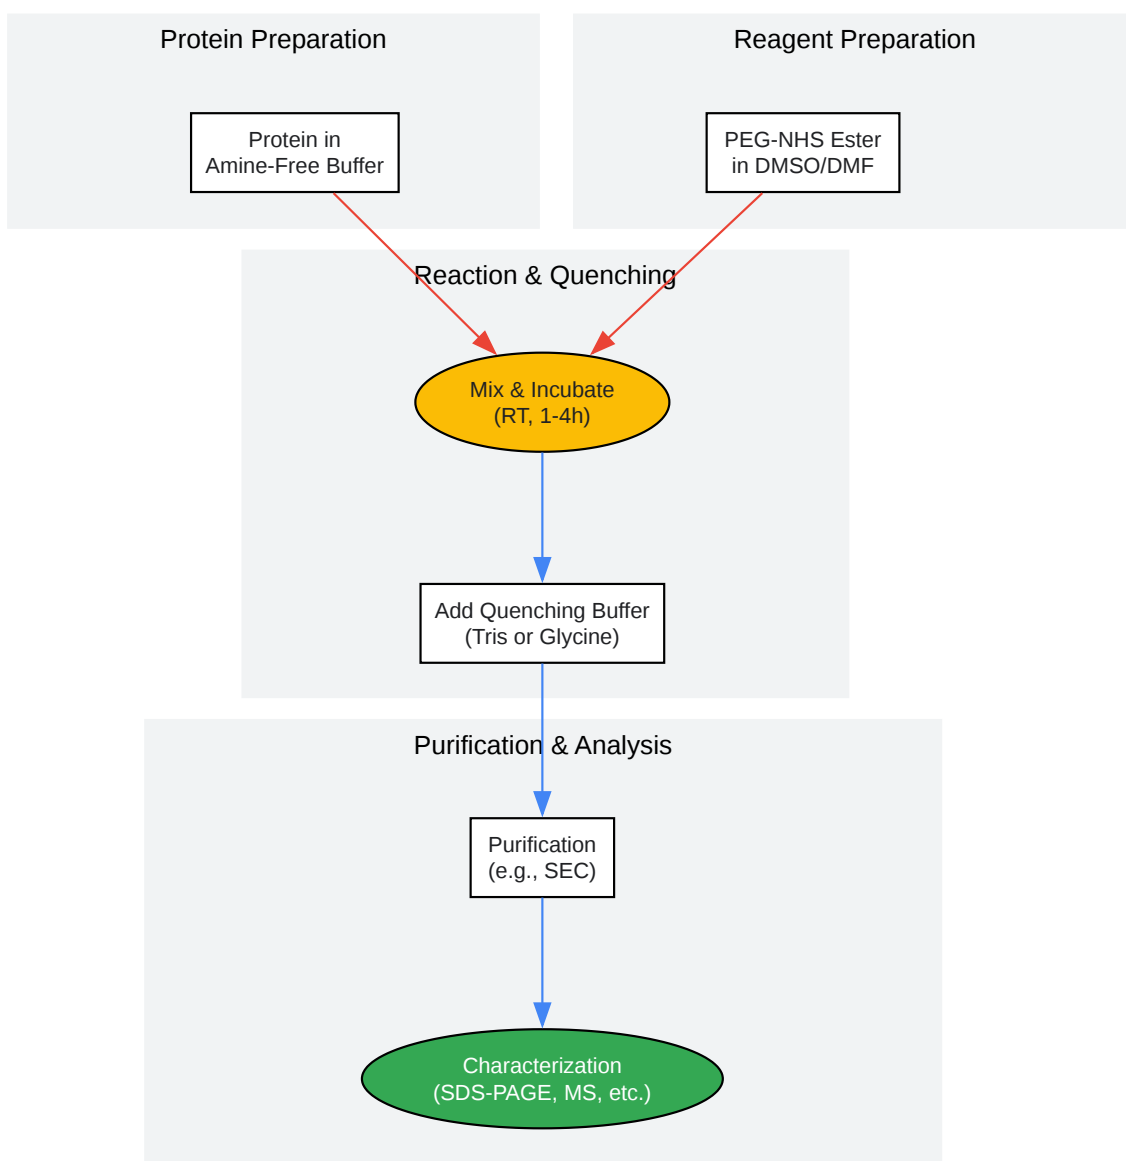 Protein Preparation
Reagent Preparation
Protein in
Amine-Free Buffer
PEG-NHS Ester
in DMSO/DMF
Reaction & Quenching
Mix & Incubate
(RT, 1-4h)
Add Quenching Buffer
(Tris or Glycine)
Purification & Analysis
Purification
(e.g., SEC)
Characterization
(SDS-PAGE, MS, etc.)